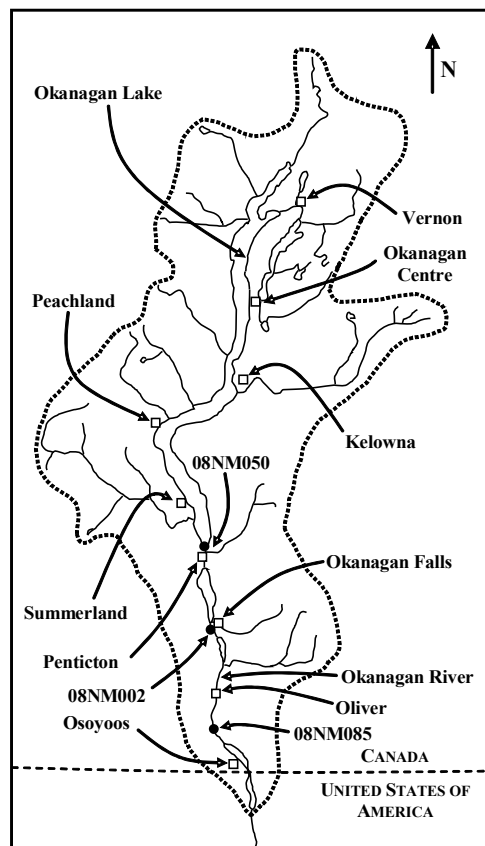 N
Okanagan Lake
Vernon
Okanagan
Centre
Peachland
Kelowna
08NM050
Okanagan Falls
Summerland
Penticton
Okanagan River
08NM002
Oliver
Osoyoos
08NM085
CANADA
UNITED STATES OF
AMERICA